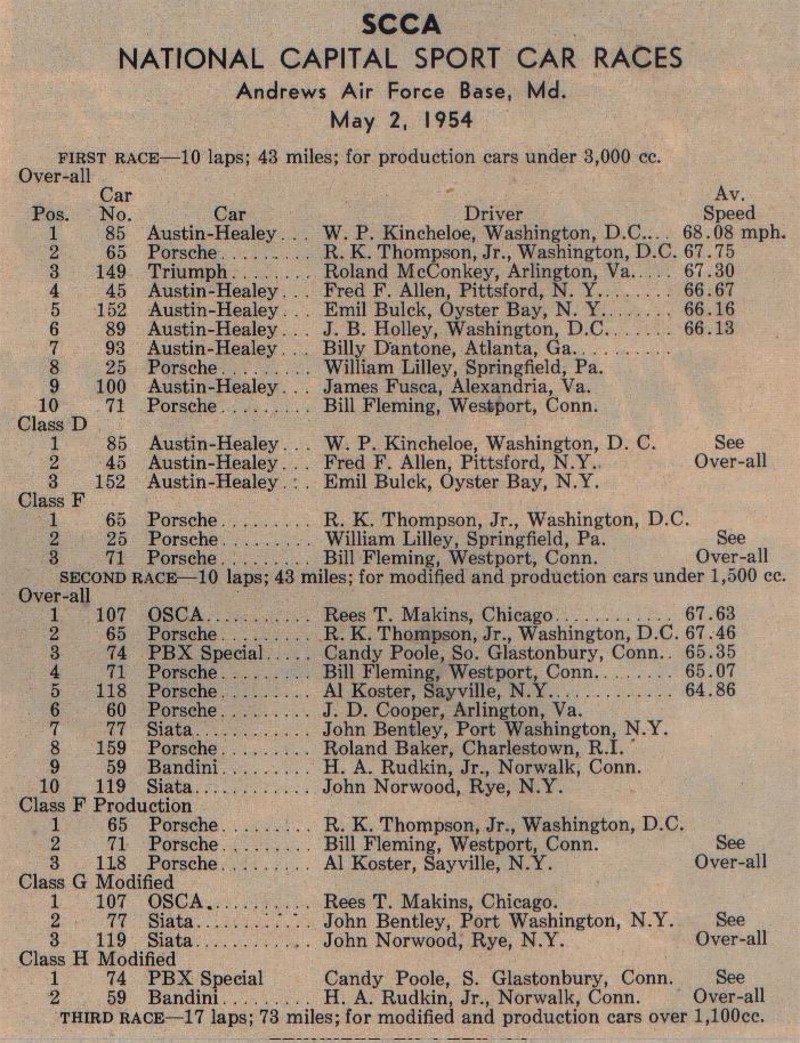 SCCA
NATIONAL CAPITAL SPORT CAR RACES
Andrews Air Force Base, Md.
May 2, 1954
FIRST RACE—10 laps; 43 miles; for production cars under 3,000 cc.
Over-all
Car Av.
Pos. No. Car Driver Speed
1 85 Austin-Healey... W. P. Kincheloe, Washington, D.C.... 68.08 mph.
2 65 Porsche......... R. K. Thompson, Jr., Washington, D.C. 67.75
3 149 Triumph........ Roland McConkey, Arlington, Va..... 67.30
4 45 Austin-Healey... Fred F. Allen, Pittsford, N. Y........ 66.67
5 152 Austin-Healey... Emil Bulck, Oyster Bay, N. Y........ 66.16
6 89 Austin-Healey... J. B. Holley, Washington, D.C....... 66.13
7 93 Austin-Healey... Billy D'antone, Atlanta, Ga..........
8 25 Porsche......... William Lilley, Springfield, Pa.
9 100 Austin-Healey... James Fusca, Alexandria, Va.
10 71 Porsche......... Bill Fleming, Westport, Conn.
Class D
1 85 Austin-Healey... W. P. Kincheloe, Washington, D. C. See
2 45 Austin-Healey... Fred F. Allen, Pittsford, N.Y.. Over-all
3 152 Austin-Healey... Emil Bulck, Oyster Bay, N.Y.
Class F
1 65 Porsche......... R. K. Thompson, Jr., Washington, D.C.
2 25 Porsche......... William Lilley, Springfield, Pa. See
3 71 Porsche......... Bill Fleming, Westport, Conn. Over-all
SECOND RACE—10 laps; 43 miles; for modified and production cars under 1,500 cc.
Over-all
1 107 OSCA........... Rees T. Makins, Chicago............ 67.63
2 65 Porsche......... R. K. Thompson, Jr., Washington, D.C. 67.46
3 74 PBX Special..... Candy Poole, So. Glastonbury, Conn.. 65.35
4 71 Porsche......... Bill Fleming, Westport, Conn........ 65.07
5 118 Porsche......... Al Koster, Sayville, N.Y............. 64.86
6 60 Porsche......... J. D. Cooper, Arlington, Va.
7 77 Siata............ John Bentley, Port Washington, N.Y.
8 159 Porsche......... Roland Baker, Charlestown, R.I.
9 59 Bandini......... H. A. Rudkin, Jr., Norwalk, Conn.
10 119 Siata............ John Norwood, Rye, N.Y.
Class F Production
1 65 Porsche......... R. K. Thompson, Jr., Washington, D.C.
2 71 Porsche......... Bill Fleming, Westport, Conn. See
3 118 Porsche......... Al Koster, Sayville, N.Y. Over-all
Class G Modified
1 107 OSCA........... Rees T. Makins, Chicago.
2 77 Siata............ John Bentley, Port Washington, N.Y. See
3 119 Siata............ John Norwood, Rye, N.Y. Over-all
Class H Modified
1 74 PBX Special Candy Poole, S. Glastonbury, Conn. See
2 59 Bandini......... H. A. Rudkin, Jr., Norwalk, Conn. Over-all
THIRD RACE—17 laps; 73 miles; for modified and production cars over 1,100cc.